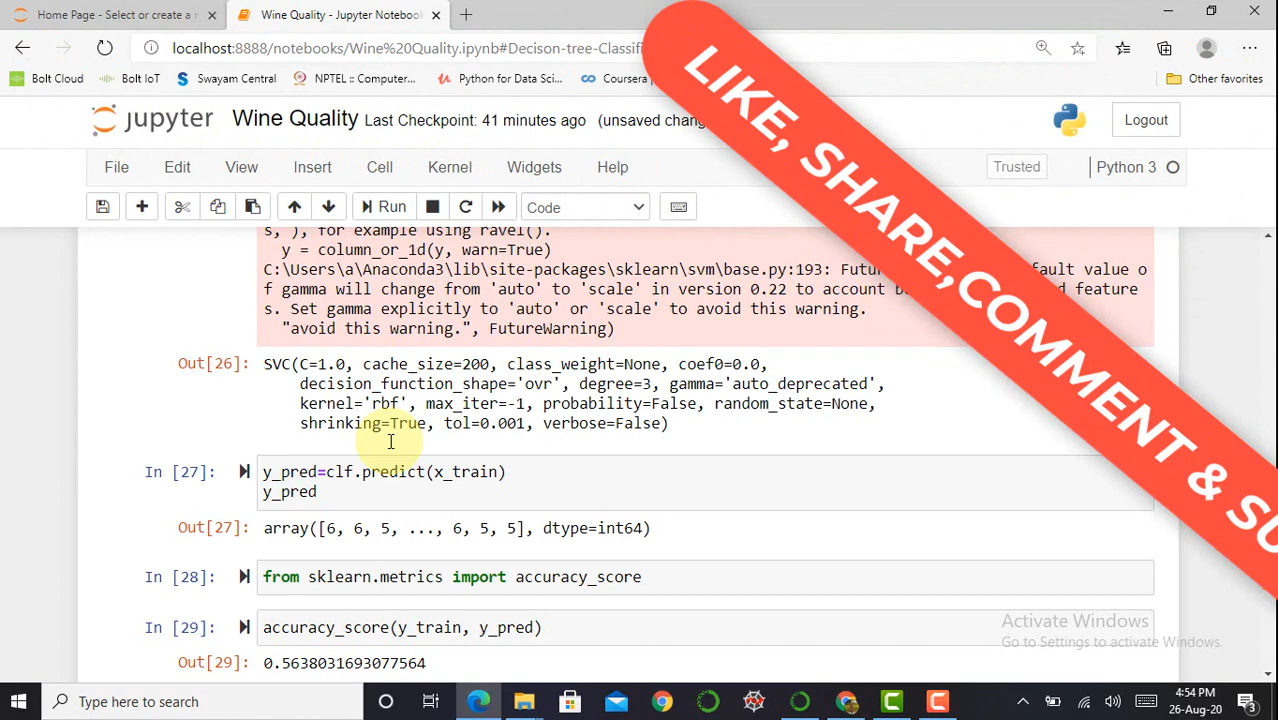 Home Page - Select or create a n
Wine Quality - Jupyter Notebook
localhost:8888/notebooks/Wine%20Quality.ipynb#Decison-tree-Classifi
Bolt Cloud
Bolt IoT
Swayam Central
NPTEL :: Computer...
Python for Data Sci...
Coursera
Other favorites
LIKE, SHARE,COMMENT & SU
jupyter
Wine Quality Last Checkpoint: 41 minutes ago (unsaved chang
Logout
File Edit View Insert Cell Kernel Widgets Help
Trusted
Python 3
Run
Code
s, ), for example using ravel().
y = column_or_1d(y, warn=True)
C:\Users\a\Anaconda3\lib\site-packages\sklearn\svm\base.py:193: Futu fault value o
f gamma will change from 'auto' to 'scale' in version 0.22 to account b d feature
s. Set gamma explicitly to 'auto' or 'scale' to avoid this warning.
"avoid this warning.", FutureWarning)
Out[26]: SVC(C=1.0, cache_size=200, class_weight=None, coef0=0.0,
decision_function_shape='ovr', degree=3, gamma='auto_deprecated',
kernel='rbf', max_iter=-1, probability=False, random_state=None,
shrinking=True, tol=0.001, verbose=False)
In [27]: y_pred=clf.predict(x_train)
y_pred
Out[27]: array([6, 6, 5, ..., 6, 5, 5], dtype=int64)
In [28]: from sklearn.metrics import accuracy_score
In [29]: accuracy_score(y_train, y_pred)
Out[29]: 0.5638031693077564
Activate Windows
Go to Settings to activate Windows.
Type here to search
4:54 PM
26-Aug-20
3